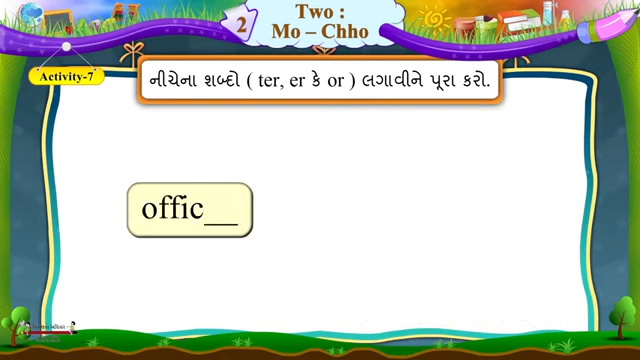 2
Two :
Mo – Chho
Activity-7
નીચેના શબ્દો ( ter, er કે or ) લગાવીને પૂરા કરો.
offic__